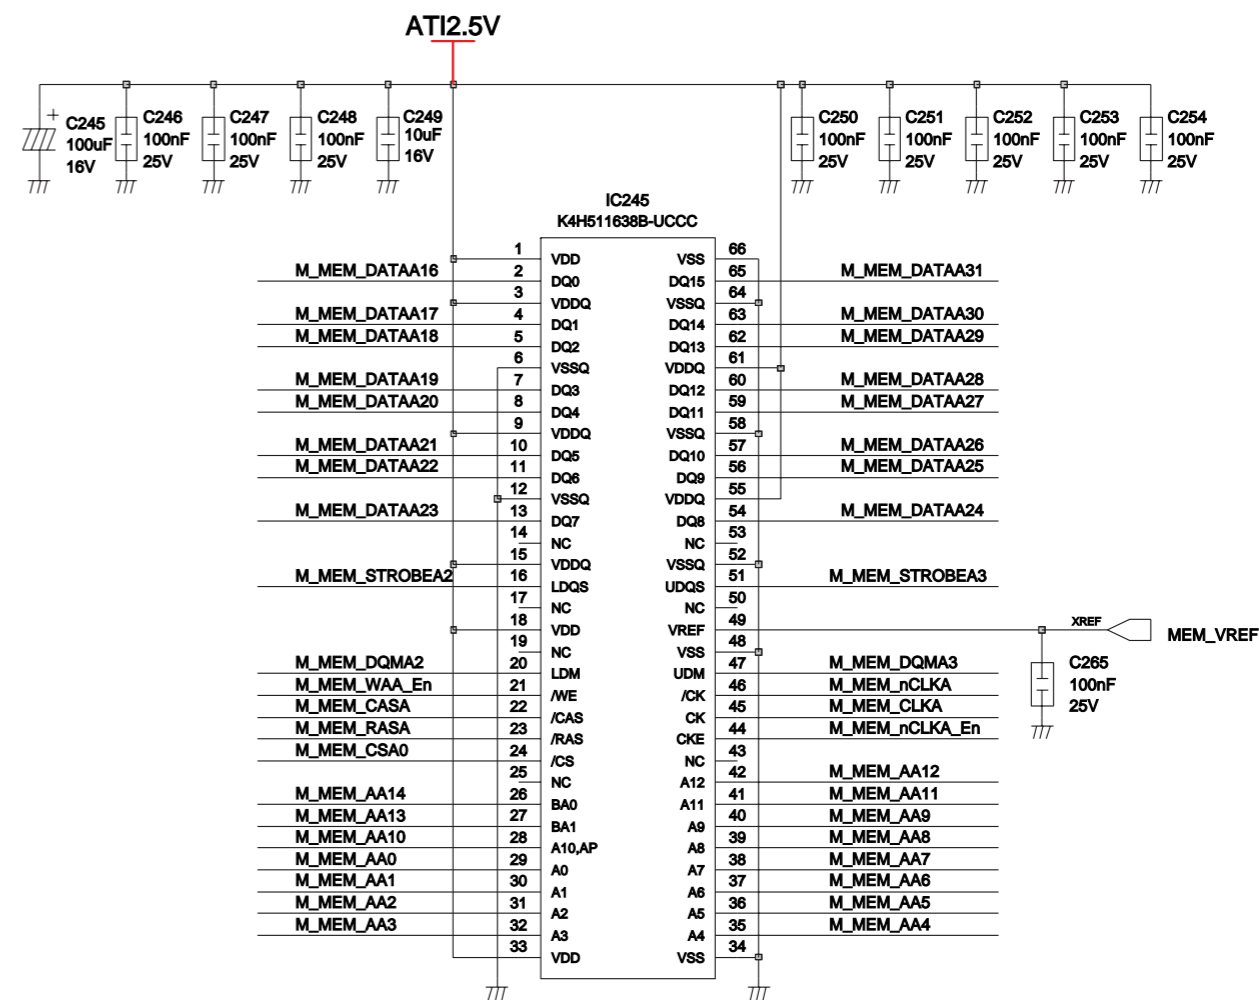 ATI2.5V
+
C245
100uF
16V
C246
100nF
25V
C247
100nF
25V
C248
100nF
25V
C249
10uF
16V
C250
100nF
25V
C251
100nF
25V
C252
100nF
25V
C253
100nF
25V
C254
100nF
25V
IC245
K4H511638B-UCCC
1 VDD VSS 66
M_MEM_DATAA16 2 DQ0 DQ15 65 M_MEM_DATAA31
3 VDDQ VSSQ 64
M_MEM_DATAA17 4 DQ1 DQ14 63 M_MEM_DATAA30
M_MEM_DATAA18 5 DQ2 DQ13 62 M_MEM_DATAA29
6 VSSQ VDDQ 61
M_MEM_DATAA19 7 DQ3 DQ12 60 M_MEM_DATAA28
M_MEM_DATAA20 8 DQ4 DQ11 59 M_MEM_DATAA27
9 VDDQ VSSQ 58
M_MEM_DATAA21 10 DQ5 DQ10 57 M_MEM_DATAA26
M_MEM_DATAA22 11 DQ6 DQ9 56 M_MEM_DATAA25
12 VSSQ VDDQ 55
M_MEM_DATAA23 13 DQ7 DQ8 54 M_MEM_DATAA24
14 NC NC 53
15 VDDQ VSSQ 52
M_MEM_STROBEA2 16 LDQS UDQS 51 M_MEM_STROBEA3
17 NC NC 50
18 VDD VREF 49 XREF MEM_VREF
19 NC VSS 48
M_MEM_DQMA2 20 LDM UDM 47 M_MEM_DQMA3
M_MEM_WAA_En 21 /WE /CK 46 M_MEM_nCLKA
M_MEM_CASA 22 /CAS CK 45 M_MEM_CLKA
M_MEM_RASA 23 /RAS CKE 44 M_MEM_nCLKA_En
M_MEM_CSA0 24 /CS NC 43
25 NC A12 42 M_MEM_AA12
M_MEM_AA14 26 BA0 A11 41 M_MEM_AA11
M_MEM_AA13 27 BA1 A9 40 M_MEM_AA9
M_MEM_AA10 28 A10,AP A8 39 M_MEM_AA8
M_MEM_AA0 29 A0 A7 38 M_MEM_AA7
M_MEM_AA1 30 A1 A6 37 M_MEM_AA6
M_MEM_AA2 31 A2 A5 36 M_MEM_AA5
M_MEM_AA3 32 A3 A4 35 M_MEM_AA4
33 VDD VSS 34
C265
100nF
25V